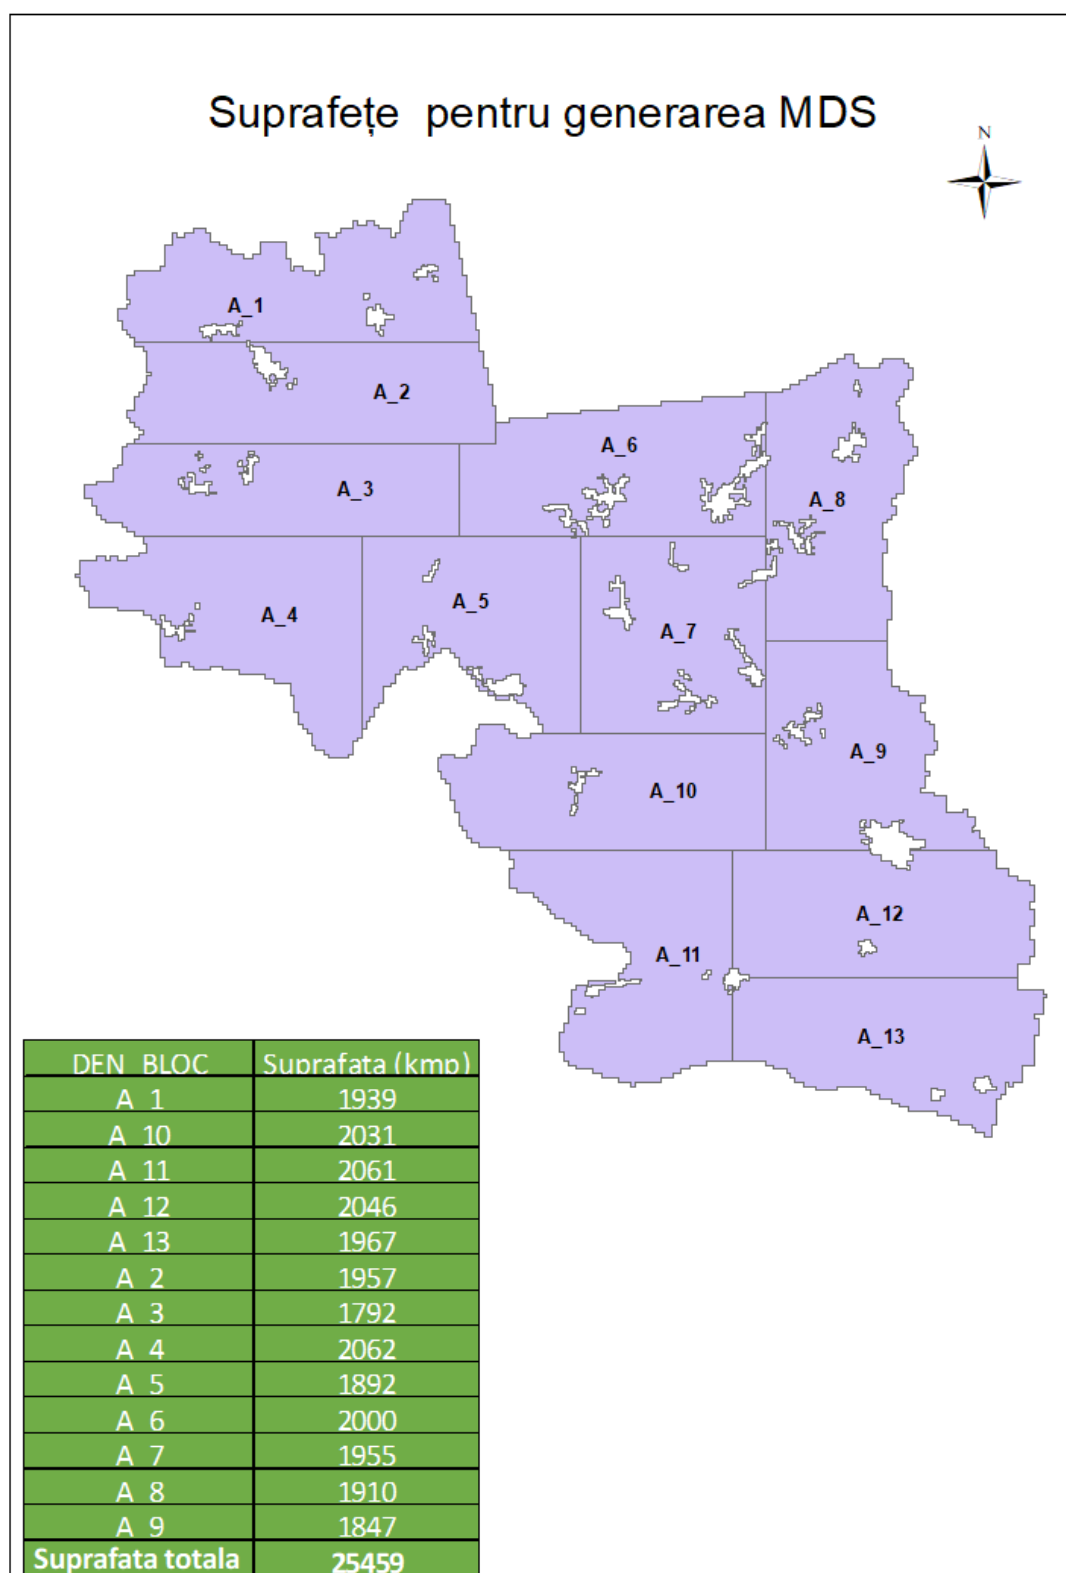 Suprafețe pentru generarea MDS
N
A_1
A_2
A_6
A_3
A_8
A_5
A_4
A_7
A_9
A_10
A_12
A_11
A_13
DEN_BLOC Suprafata (kmp)
A_1 1939
A_10 2031
A_11 2061
A_12 2046
A_13 1967
A_2 1957
A_3 1792
A_4 2062
A_5 1892
A_6 2000
A_7 1955
A_8 1910
A_9 1847
Suprafata totala 25459